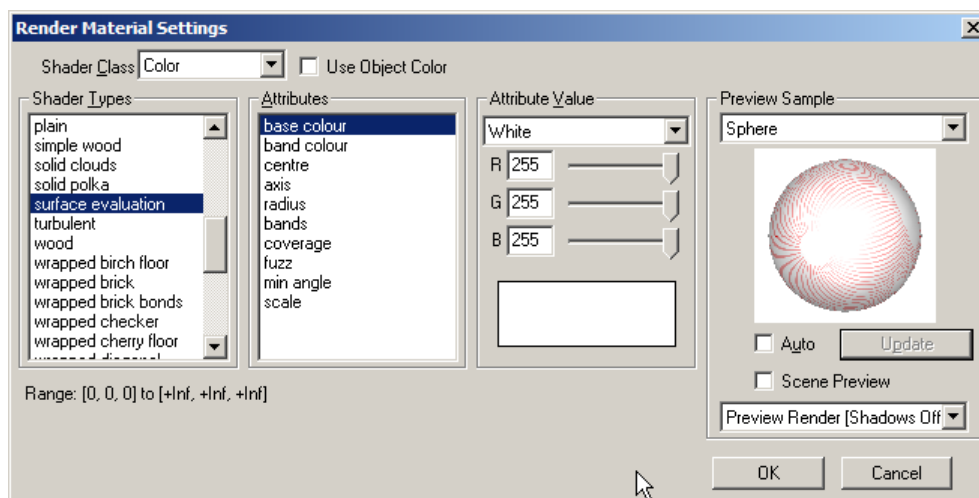 Render Material Settings
Shader Class Color Use Object Color
Shader Types
plain
simple wood
solid clouds
solid polka
surface evaluation
turbulent
wood
wrapped birch floor
wrapped brick
wrapped brick bonds
wrapped checker
wrapped cherry floor
wrapped diagonal
Attributes
base colour
band colour
centre
axis
radius
bands
coverage
fuzz
min angle
scale
Attribute Value
White
R 255
G 255
B 255
Preview Sample
Sphere
Auto Update
Scene Preview
Preview Render [Shadows Off
Range: [0, 0, 0] to [+Inf, +Inf, +Inf]
OK Cancel